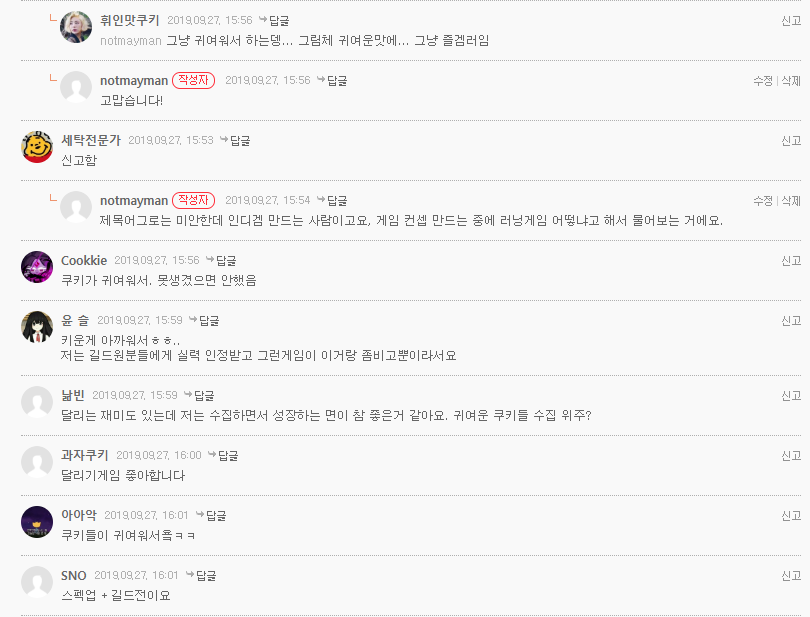 휘인맛쿠키 2019.09.27. 15:56 답글 신고
notmayman 그냥 귀여워서 하는뎅... 그림체 귀여운맛에... 그냥 즐겜러임
notmayman 작성자 2019.09.27. 15:56 답글 수정 | 삭제
고맙습니다!
세탁전문가 2019.09.27. 15:53 답글 신고
신고함
notmayman 작성자 2019.09.27. 15:54 답글 수정 | 삭제
제목어그로는 미안한데 인디겜 만드는 사람이고요, 게임 컨셉 만드는 중에 러닝게임 어떻냐고 해서 물어보는 거에요.
Cookkie 2019.09.27. 15:56 답글 신고
쿠키가 귀여워서. 못생겼으면 안했음
윤 슬 2019.09.27. 15:59 답글 신고
키운게 아까워서ㅎㅎ..
저는 길드원분들에게 실력 인정받고 그런게임이 이거랑 좀비고뿐이라서요
낢빈 2019.09.27. 15:59 답글 신고
달리는 재미도 있는데 저는 수집하면서 성장하는 면이 참 좋은거 같아요. 귀여운 쿠키들 수집 위주?
과자쿠키 2019.09.27. 16:00 답글 신고
달리기게임 좋아합니다
아아악 2019.09.27. 16:01 답글 신고
쿠키들이 귀여워서욬ㅋㅋ
SNO 2019.09.27. 16:01 답글 신고
스펙업 + 길드전이요